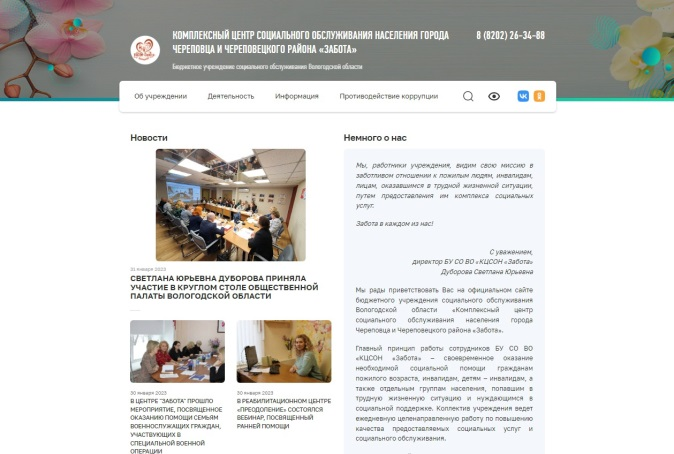 КОМПЛЕКСНЫЙ ЦЕНТР СОЦИАЛЬНОГО ОБСЛУЖИВАНИЯ НАСЕЛЕНИЯ ГОРОДА
ЧЕРЕПОВЦА И ЧЕРЕПОВЕЦКОГО РАЙОНА «ЗАБОТА»
Бюджетное учреждение социального обслуживания Вологодской области
8 (8202) 26-34-88
Об учреждении
Деятельность
Информация
Противодействие коррупции
Новости
31 января 2023
СВЕТЛАНА ЮРЬЕВНА ДУБОРОВА ПРИНЯЛА
УЧАСТИЕ В КРУГЛОМ СТОЛЕ ОБЩЕСТВЕННОЙ
ПАЛАТЫ ВОЛОГОДСКОЙ ОБЛАСТИ
30 января 2023
В ЦЕНТРЕ "ЗАБОТА" ПРОШЛО
МЕРОПРИЯТИЕ, ПОСВЯЩЕННОЕ
ОКАЗАНИЮ ПОМОЩИ СЕМЬЯМ
ВОЕННОСЛУЖАЩИХ ГРАЖДАН,
УЧАСТВУЮЩИХ В
СПЕЦИАЛЬНОЙ ВОЕННОЙ
ОПЕРАЦИИ
30 января 2023
В РЕАБИЛИТАЦИОННОМ ЦЕНТРЕ
«ПРЕОДОЛЕНИЕ» СОСТОЯЛСЯ
ВЕБИНАР, ПОСВЯЩЕННЫЙ
РАННЕЙ ПОМОЩИ
Немного о нас
Мы, работники учреждения, видим свою миссию в
заботливом отношении к пожилым людям, инвалидам,
лицам, оказавшимся в трудной жизненной ситуации,
путем предоставления им комплекса социальных
услуг.
Забота в каждом из нас!
С уважением,
директор БУ СО ВО «КЦСОН «Забота»
Дуборова Светлана Юрьевна
Мы рады приветствовать Вас на официальном сайте
бюджетного учреждения социального обслуживания
Вологодской области «Комплексный центр
социального обслуживания населения города
Череповца и Череповецкого района «Забота».
Главный принцип работы сотрудников БУ СО ВО
«КЦСОН «Забота» – своевременное оказание
необходимой социальной помощи гражданам
пожилого возраста, инвалидам, детям – инвалидам, а
также отдельным группам населения, попавшим в
трудную жизненную ситуацию и нуждающимся в
социальной поддержке. Коллектив учреждения ведет
ежедневную целенаправленную работу по повышению
качества предоставляемых социальных услуг и
социального обслуживания.